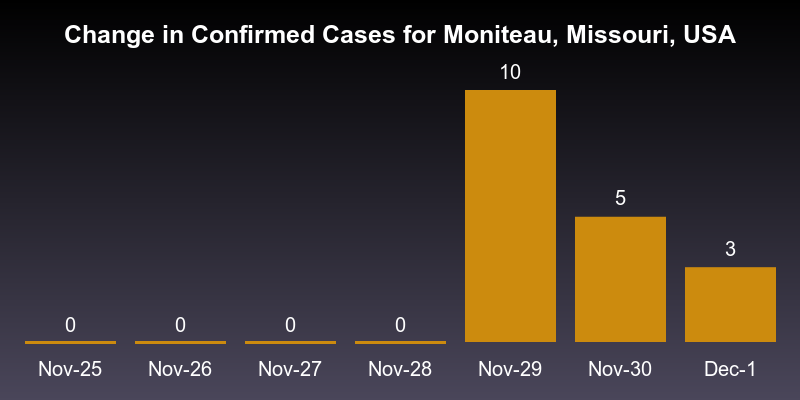 Change in Confirmed Cases for Moniteau, Missouri, USA
10
5
3
0 0 0 0
Nov-25 Nov-26 Nov-27 Nov-28 Nov-29 Nov-30 Dec-1